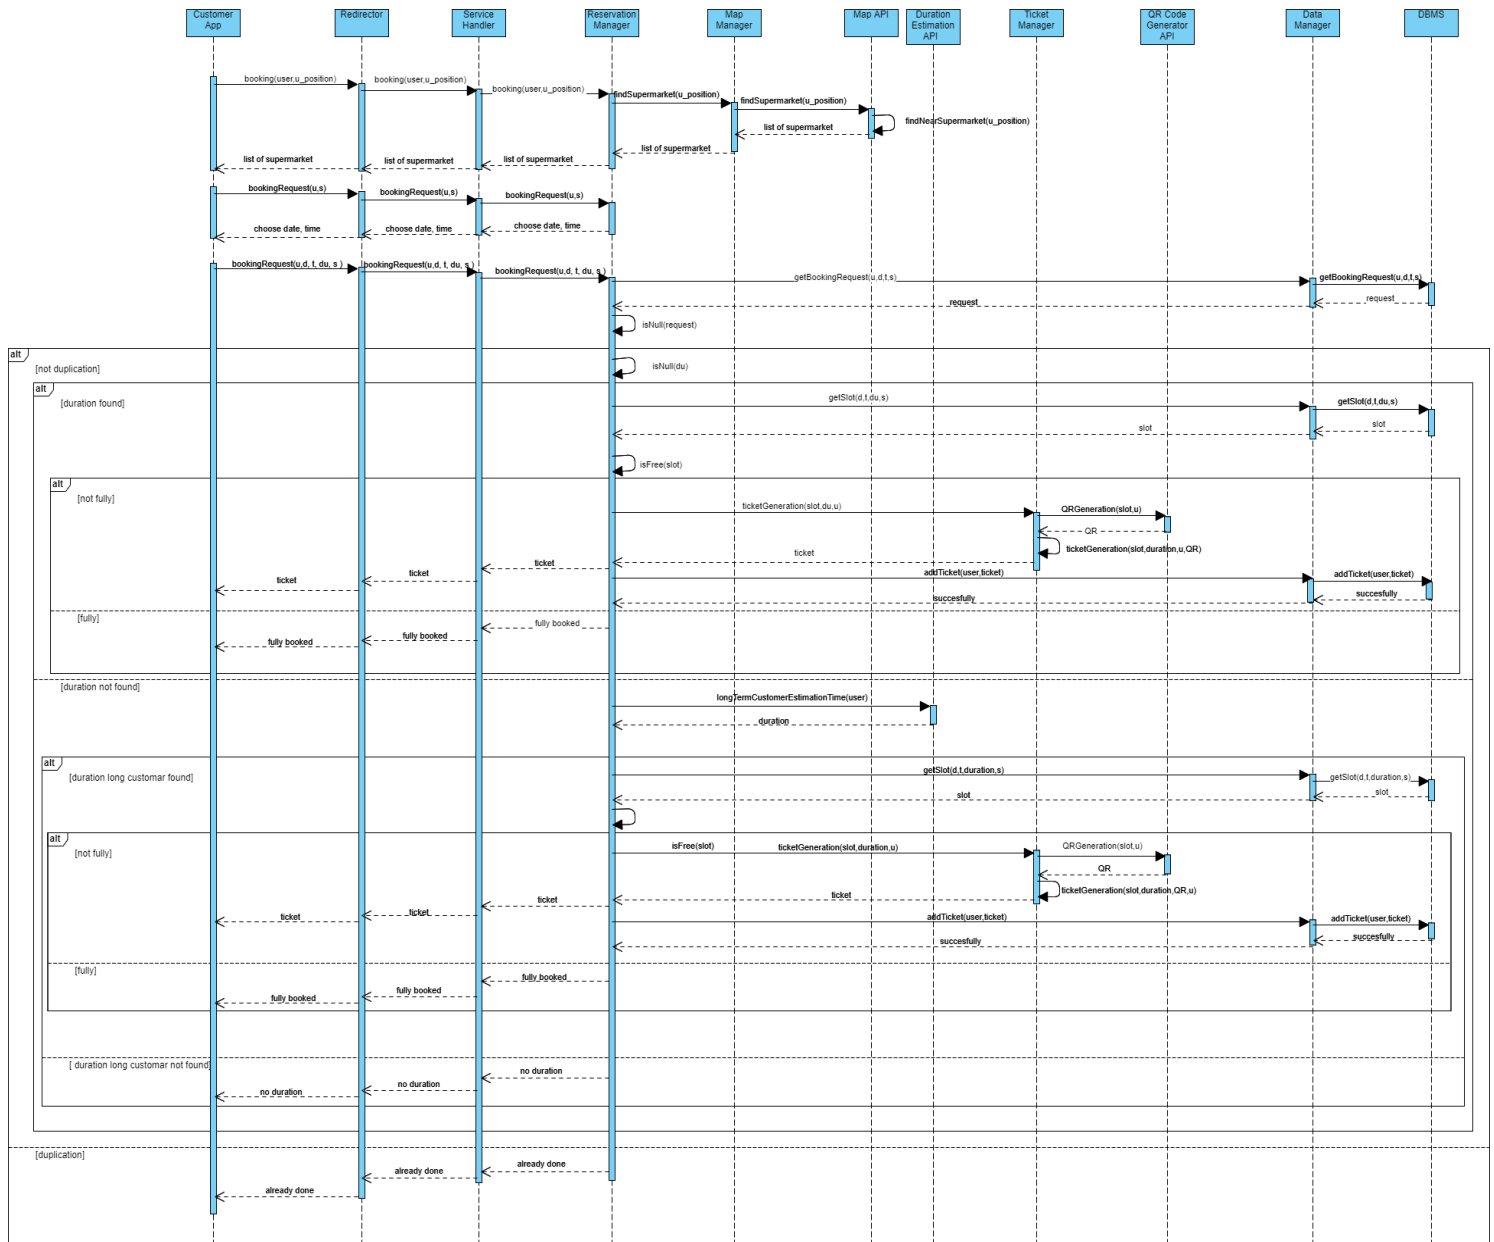 Customer
App
Redirector
Service
Handler
Reservation
Manager
Map
Manager
Map API
Duration
Estimation
API
Ticket
Manager
QR Code
Generator
API
Data
Manager
DBMS
booking(user,u_position)
booking(user,u_position)
booking(user,u_position)
findSupermarket(u_position)
findSupermarket(u_position)
findNearSupermarket(u_position)
list of supermarket
list of supermarket
list of supermarket
list of supermarket
list of supermarket
bookingRequest(u,s)
bookingRequest(u,s)
bookingRequest(u,s)
choose date, time
choose date, time
choose date, time
bookingRequest(u,d, t, du, s )
bookingRequest(u,d, t, du, s )
bookingRequest(u,d, t, du, s )
getBookingRequest(u,d,t,s)
getBookingRequest(u,d,t,s)
request
request
isNull(request)
alt
[not duplication]
isNull(du)
alt
[duration found]
getSlot(d,t,du,s)
getSlot(d,t,du,s)
slot
slot
isFree(slot)
alt
[not fully]
ticketGeneration(slot,du,u)
QRGeneration(slot,u)
QR
ticketGeneration(slot,duration,u,QR)
ticket
ticket
ticket
ticket
addTicket(user,ticket)
addTicket(user,ticket)
succesfully
succesfully
[fully]
fully booked
fully booked
fully booked
[duration not found]
longTermCustomerEstimationTime(user)
duration
alt
[duration long customar found]
getSlot(d,t,duration,s)
getSlot(d,t,duration,s)
slot
slot
alt
[not fully]
isFree(slot)
ticketGeneration(slot,duration,u)
QRGeneration(slot,u)
QR
ticketGeneration(slot,duration,QR,u)
ticket
ticket
ticket
ticket
addTicket(user,ticket)
addTicket(user,ticket)
succesfully
succesfully
[fully]
fully booked
fully booked
fully booked
[ duration long customar not found]
no duration
no duration
no duration
[duplication]
already done
already done
already done